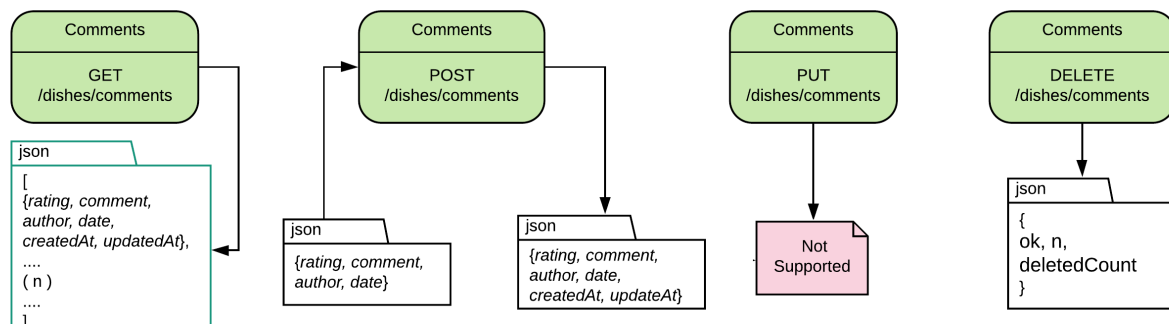 Comments
GET
/dishes/comments
json
[
{rating, comment,
author, date,
createdAt, updatedAt},
....
( n )
....
]
Comments
POST
/dishes/comments
json
{rating, comment,
author, date}
json
{rating, comment,
author, date,
createdAt, updateAt}
Comments
PUT
/dishes/comments
Not
Supported
Comments
DELETE
/dishes/comments
json
{
ok, n,
deletedCount
}